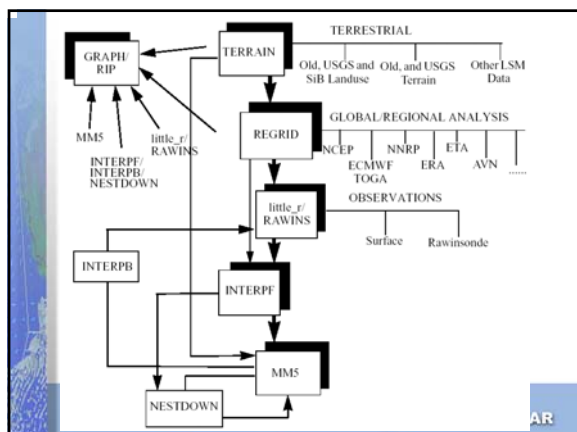 TERRESTRIAL
GRAPH/
RIP
TERRAIN
Old, USGS and
SiB Landuse
Old, and USGS
Terrain
Other LSM
Data
MM5
little_r/
RAWINS
INTERPF/
INTERPB/
NESTDOWN
REGRID
GLOBAL/REGIONAL ANALYSIS
NCEP
ECMWF
TOGA
NNRP
ERA
ETA
AVN
......
little_r/
RAWINS
OBSERVATIONS
Surface
Rawinsonde
INTERPB
INTERPF
MM5
NESTDOWN
AR